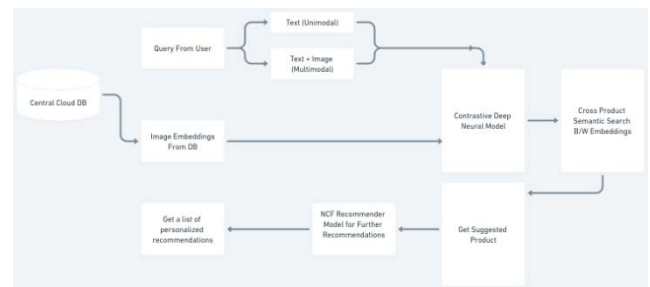 Text (Unimodal)
Query From User
Text + Image
(Multimodal)
Central Cloud DB
Contrastive Deep
Neural Model
Cross Product
Semantic Search
B/W Embeddings
Image Embeddings
From DB
Get a list of
personalized
recommendations
NCF Recommender
Model for Further
Recommendations
Get Suggested
Product